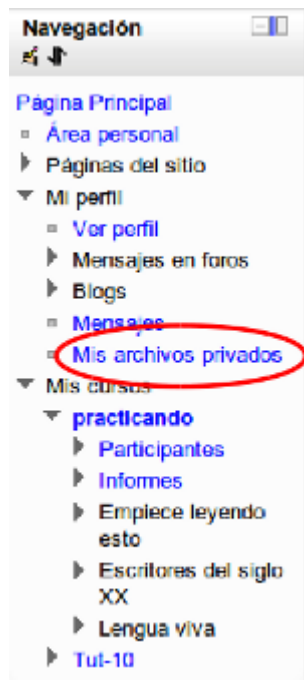 Navegación
Página Principal
Área personal
Páginas del sitio
Mi perfil
Ver perfil
Mensajes en foros
Blogs
Mensajes
Mis archivos privados
Mis cursos
practicando
Participantes
Informes
Empiece leyendo
esto
Escritores del siglo
XX
Lengua viva
Tut-10